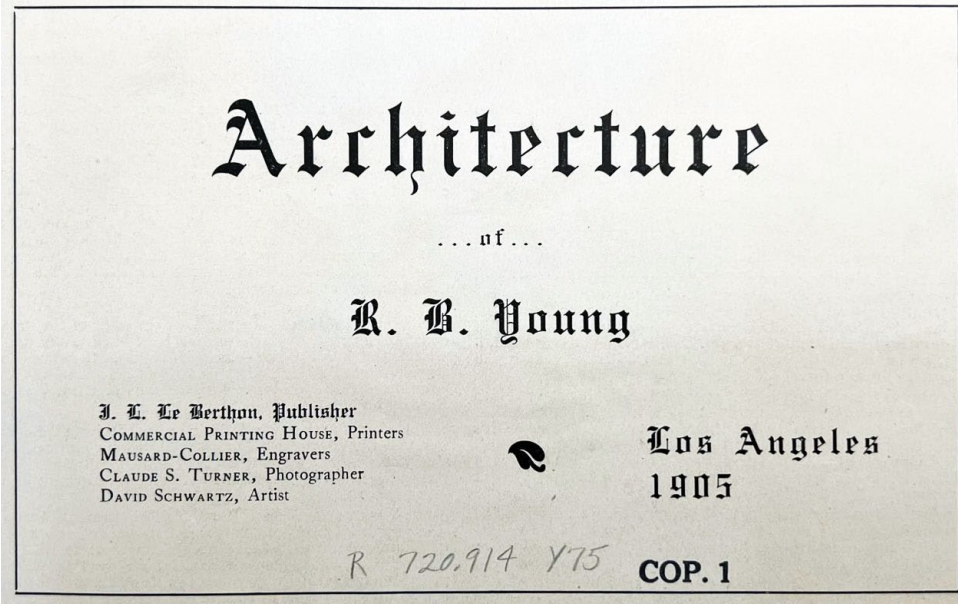 Architecture
...of...
R. B. Young
J. L. Le Berthon, Publisher
COMMERCIAL PRINTING HOUSE, Printers
MAUSARD-COLLIER, Engravers
CLAUDE S. TURNER, Photographer
DAVID SCHWARTZ, Artist
Los Angeles
1905
R 720.914 Y75
COP. 1